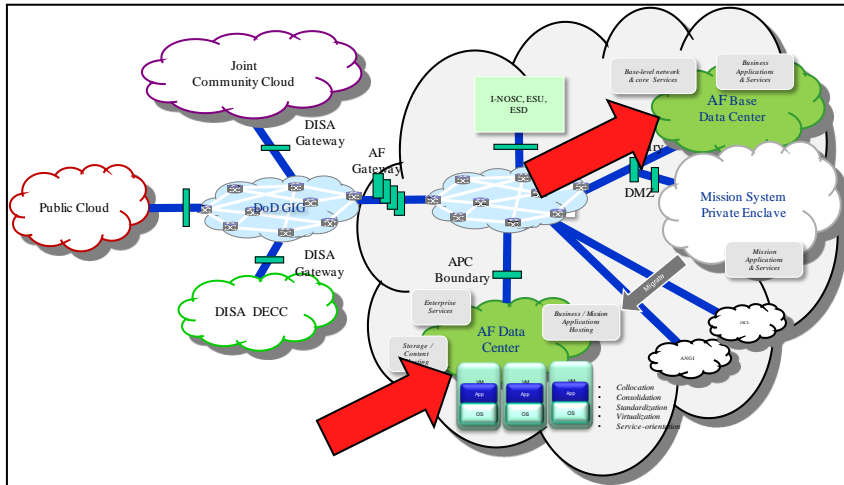 Joint
Community Cloud
DISA
Gateway
AF
Gateway
I-NOSC, ESU,
ESD
Base-level network
& core Services
Business
Applications
& Services
AF Base
Data Center
DMZ
Mission System
Private Enclave
Mission
Applications
& Services
Public Cloud
DoD GIG
DISA
Gateway
DISA DECC
APC
Boundary
Migrate
Enterprise
Services
Business / Mission
Applications
Hosting
AF Data
Center
Storage /
Content
ANGI
VM
VM
VM
App
App
App
OS
OS
OS
• Collocation
• Consolidation
• Standardization
• Virtualization
• Service-orientation